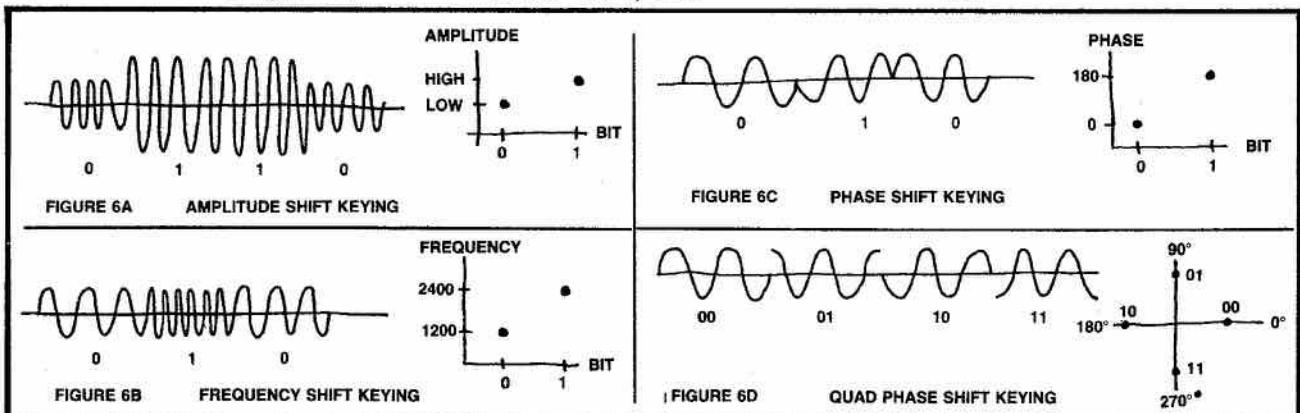 AMPLITUDE
HIGH
LOW
BIT
0 1
0 1 1 0
FIGURE 6A AMPLITUDE SHIFT KEYING
FREQUENCY
2400
1200
BIT
0 1
0 1 0
FIGURE 6B FREQUENCY SHIFT KEYING
PHASE
180
0
BIT
0 1
0 1 0
FIGURE 6C PHASE SHIFT KEYING
00 01 10 11
90°
01
10 00
180° 0°
11
270°
FIGURE 6D QUAD PHASE SHIFT KEYING